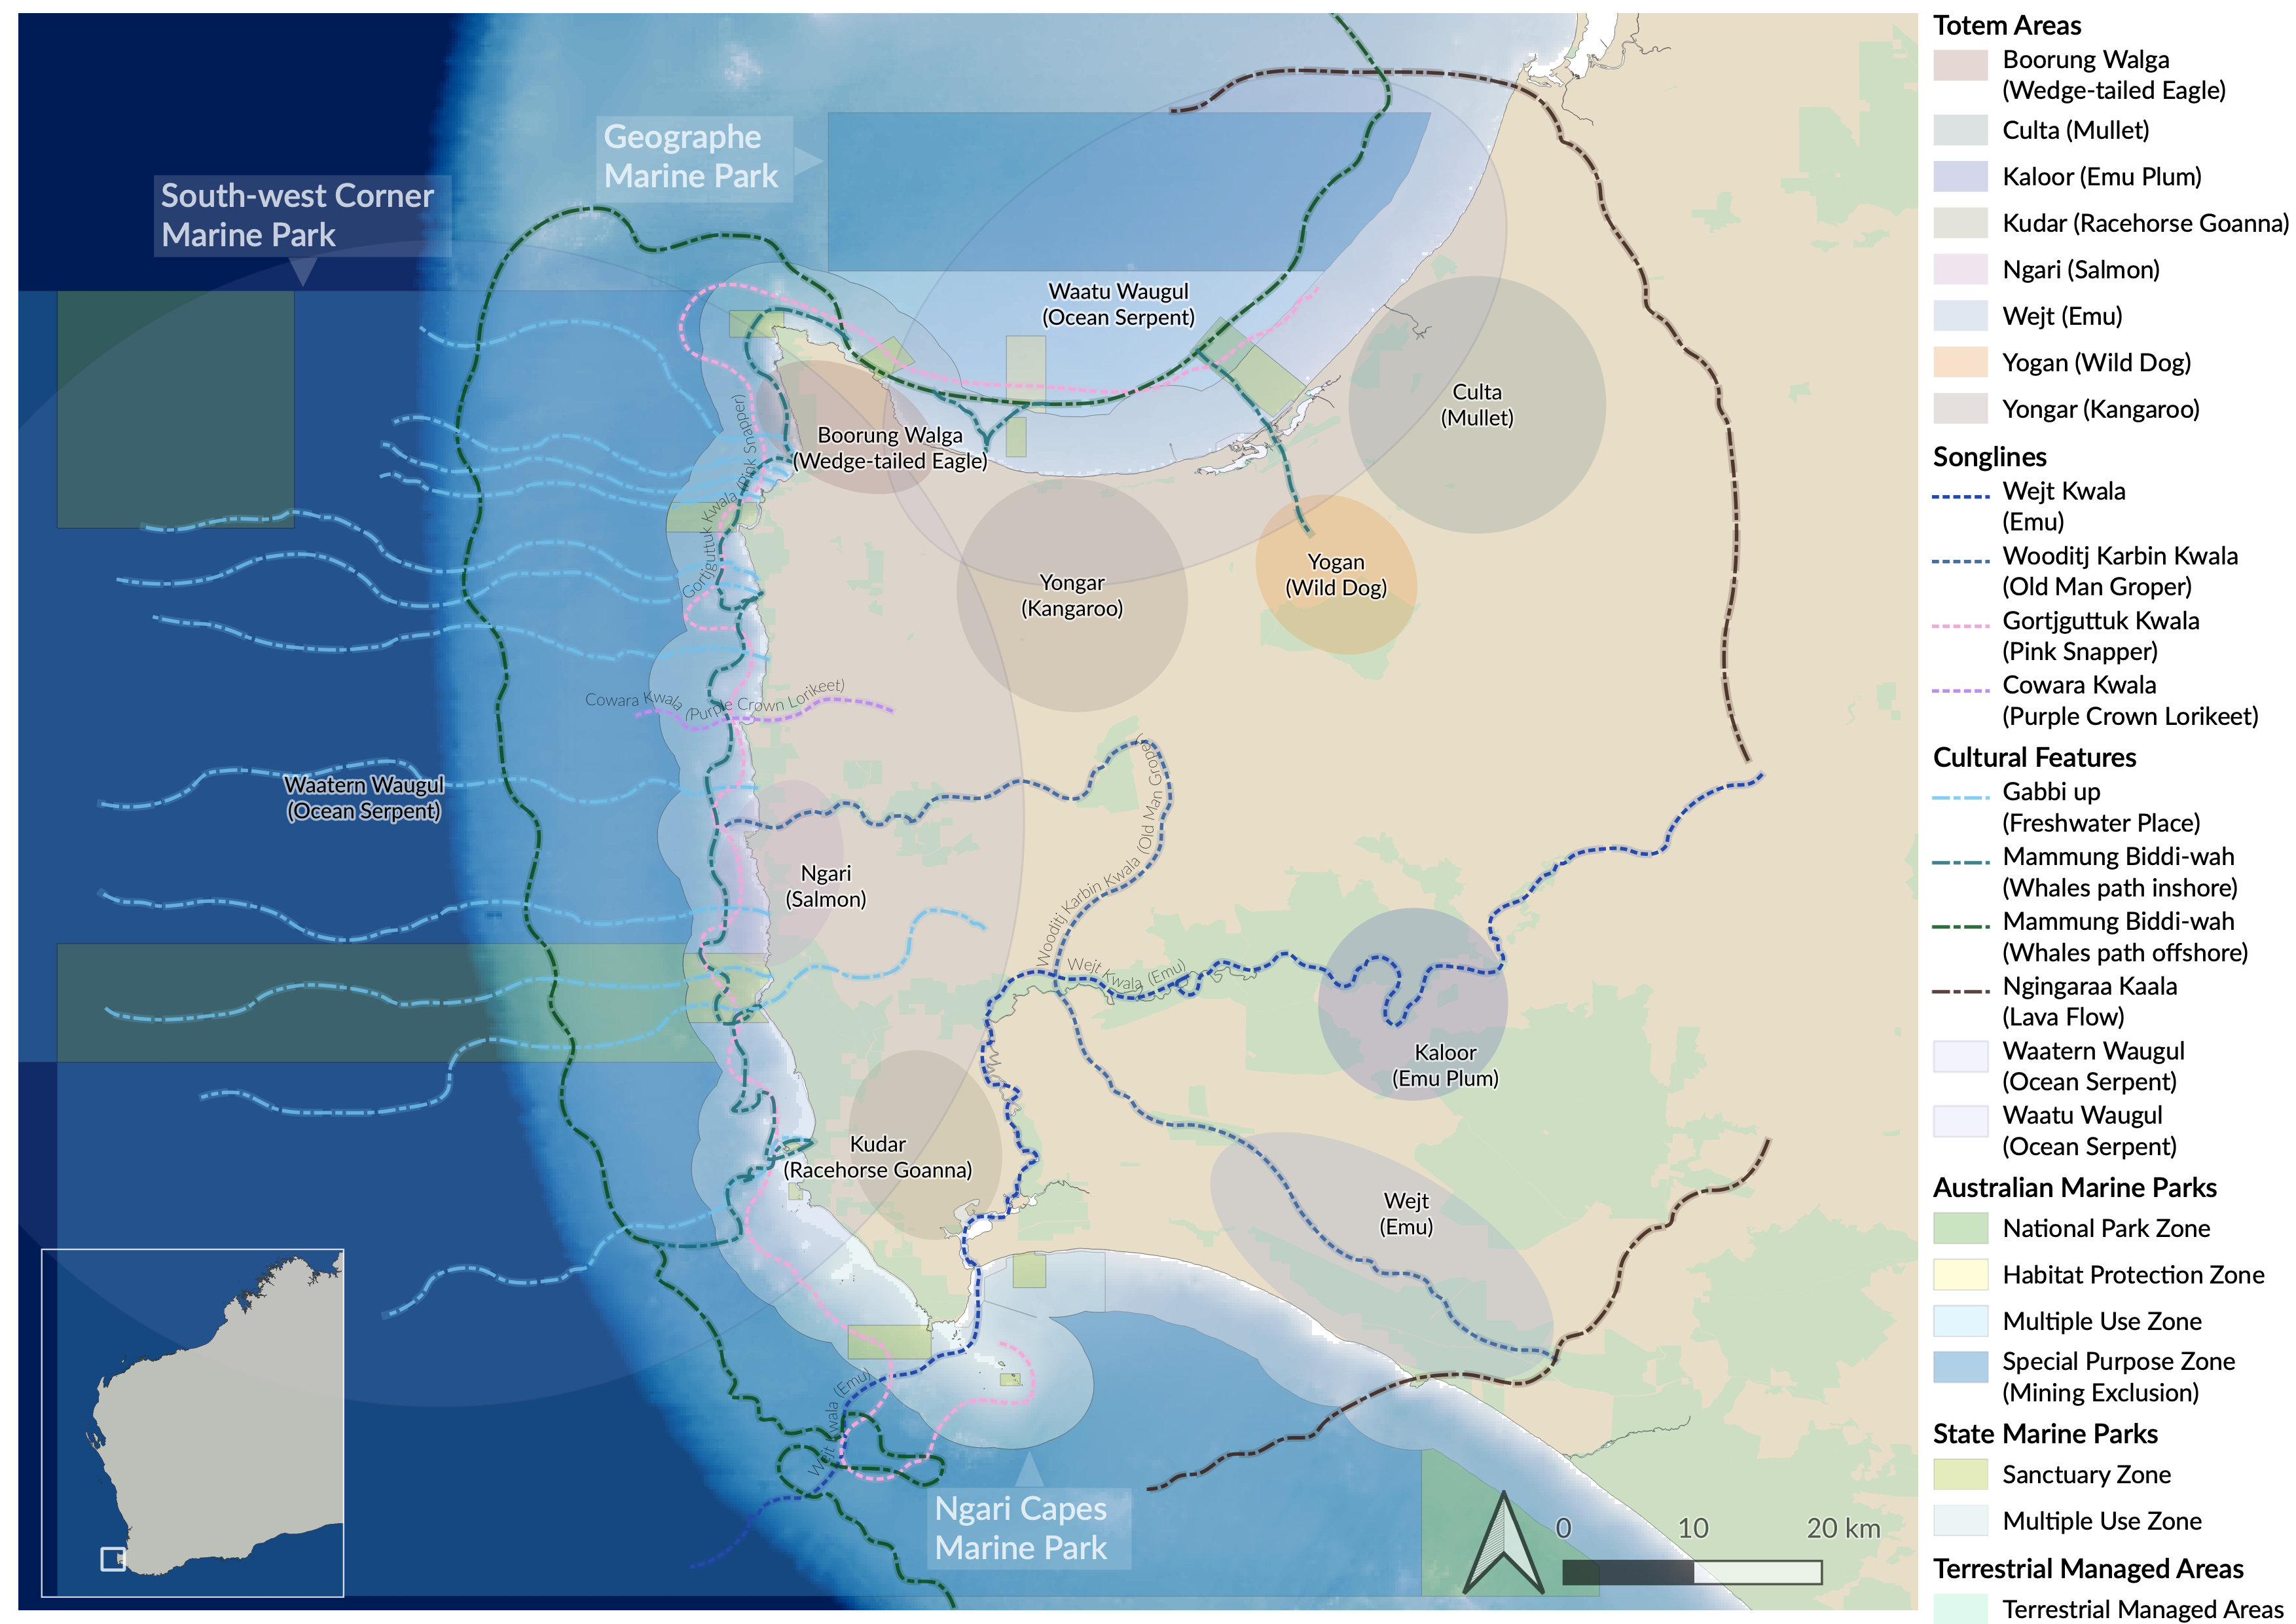 Geographe
Marine Park
South-west Corner
Marine Park
Waatu Waugul
(Ocean Serpent)
Culta
(Mullet)
Boorung Walga
(Wedge-tailed Eagle)
Gortjguttuk Kwala (Pink Snapper)
Yogan
(Wild Dog)
Yongar
(Kangaroo)
Cowara Kwala (Purple Crown Lorikeet)
Waatern Waugul
(Ocean Serpent)
Wooditj Karbin Kwala (Old Man Groper)
Ngari
(Salmon)
Wejt Kwala (Emu)
Kaloor
(Emu Plum)
Kudar
(Racehorse Goanna)
Wejt
(Emu)
Wejt Kwala (Emu)
Ngari Capes
Marine Park
0 10 20 km
Totem Areas
Boorung Walga
(Wedge-tailed Eagle)
Culta (Mullet)
Kaloor (Emu Plum)
Kudar (Racehorse Goanna)
Ngari (Salmon)
Wejt (Emu)
Yogan (Wild Dog)
Yongar (Kangaroo)
Songlines
Wejt Kwala
(Emu)
Wooditj Karbin Kwala
(Old Man Groper)
Gortjguttuk Kwala
(Pink Snapper)
Cowara Kwala
(Purple Crown Lorikeet)
Cultural Features
Gabbi up
(Freshwater Place)
Mammung Biddi-wah
(Whales path inshore)
Mammung Biddi-wah
(Whales path offshore)
Ngingaraa Kaala
(Lava Flow)
Waatern Waugul
(Ocean Serpent)
Waatu Waugul
(Ocean Serpent)
Australian Marine Parks
National Park Zone
Habitat Protection Zone
Multiple Use Zone
Special Purpose Zone
(Mining Exclusion)
State Marine Parks
Sanctuary Zone
Multiple Use Zone
Terrestrial Managed Areas
Terrestrial Managed Areas